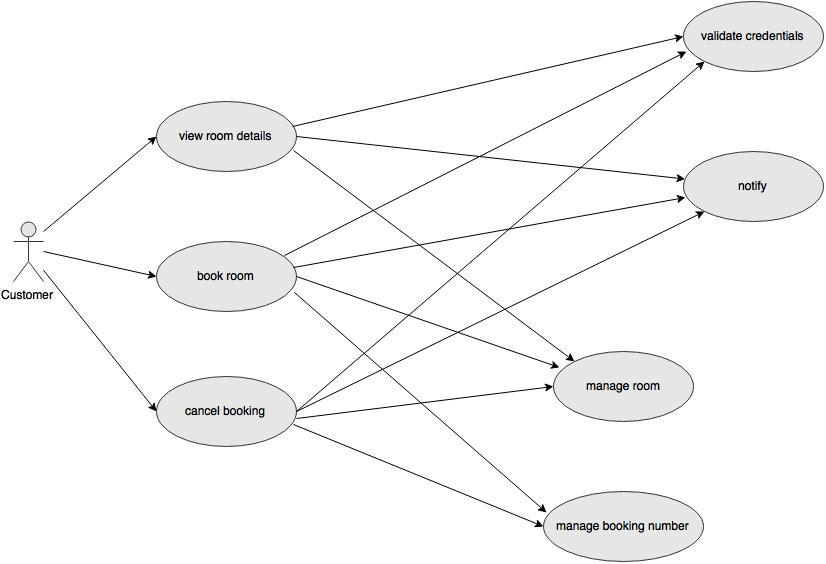 validate credentials
view room details
notify
book room
Customer
manage room
cancel booking
manage booking number